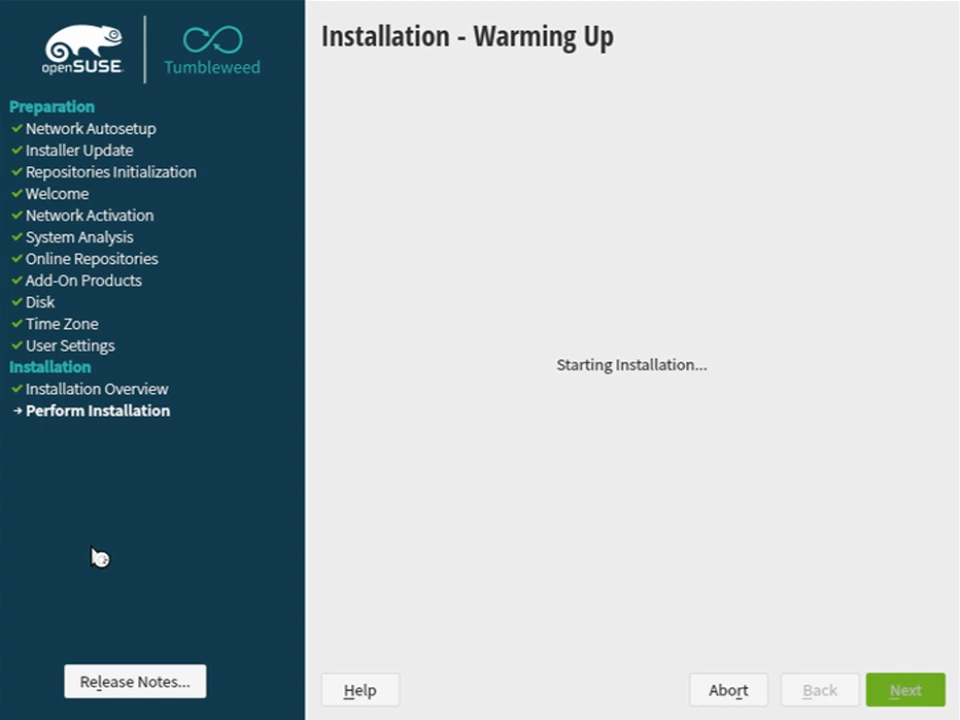 openSUSE
Tumbleweed
Preparation
Network Autosetup
Installer Update
Repositories Initialization
Welcome
Network Activation
System Analysis
Online Repositories
Add-On Products
Disk
Time Zone
User Settings
Installation
Installation Overview
Perform Installation
Release Notes...
Installation - Warming Up
Starting Installation...
Help
Abort
Back
Next